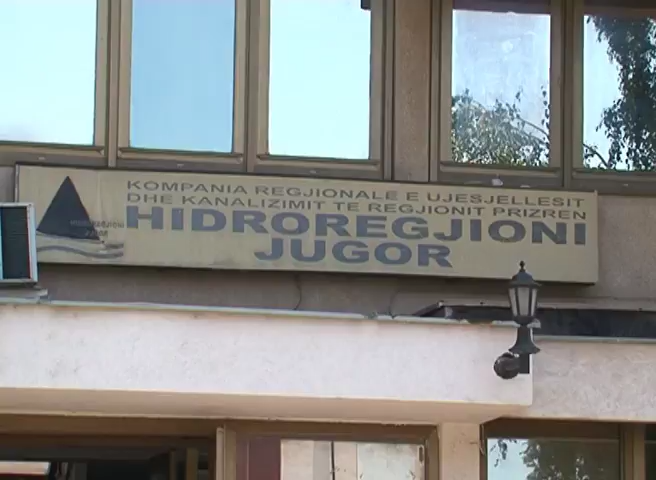 KOMPANIA REGJIONALE E UJESJELLESIT
DHE KANALIZIMIT TE REGJIONIT PRIZREN
HIDROREGJIONI
JUGOR